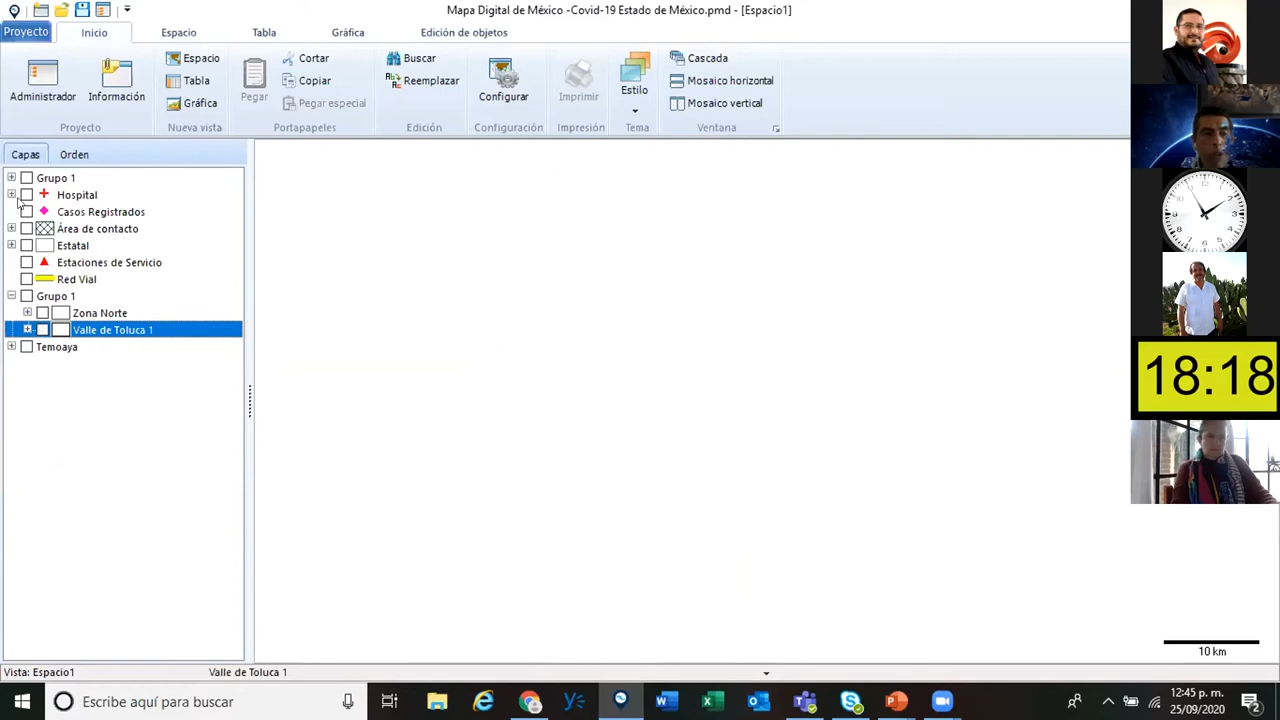 Mapa Digital de México -Covid-19 Estado de México.pmd - [Espacio1]
Proyecto Inicio Espacio Tabla Gráfica Edición de objetos
Administrador Información
Proyecto
Espacio
Tabla
Gráfica
Nueva vista
Pegar
Cortar
Copiar
Pegar especial
Portapapeles
Buscar
Reemplazar
Edición
Configurar
Configuración
Imprimir
Impresión
Estilo
Tema
Cascada
Mosaico horizontal
Mosaico vertical
Ventana
Capas Orden
Grupo 1
Hospital
Casos Registrados
Área de contacto
Estatal
Estaciones de Servicio
Red Vial
Grupo 1
Zona Norte
Valle de Toluca 1
Temoaya
18:18
10 km
Vista: Espacio1 Valle de Toluca 1
Escribe aquí para buscar
12:45 p. m.
25/09/2020
2